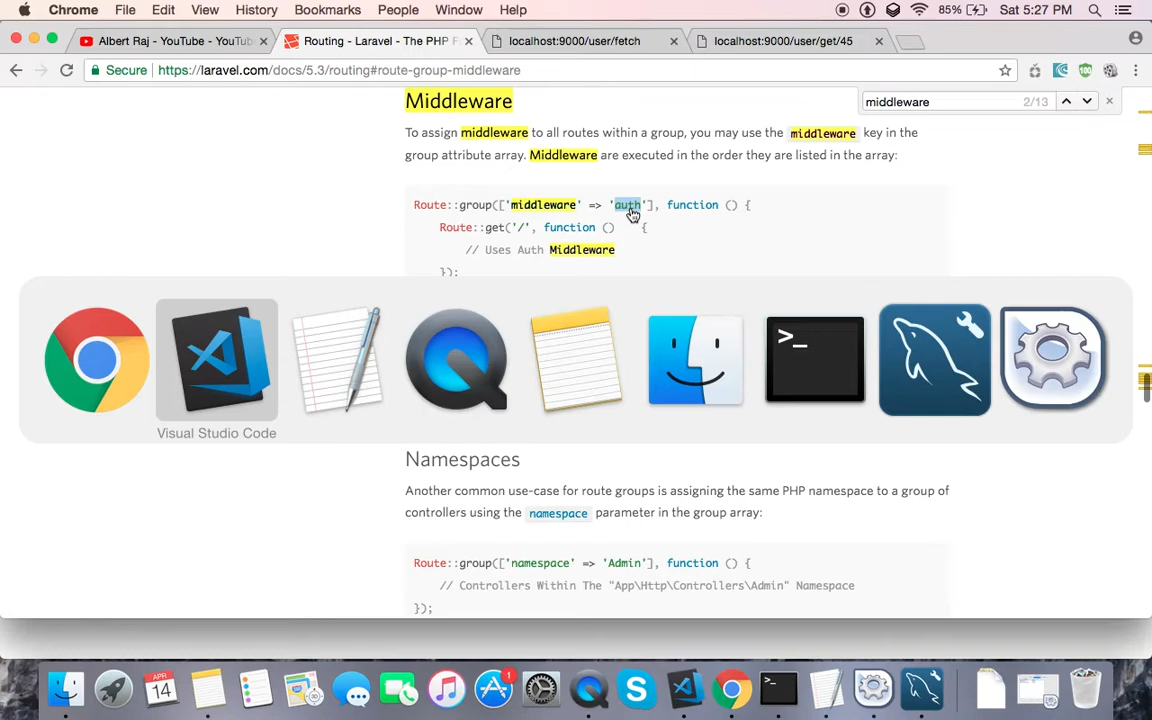 Chrome File Edit View History Bookmarks People Window Help 85% Sat 5:27 PM
Albert Raj - YouTube - YouTub
Routing - Laravel - The PHP F
localhost:9000/user/fetch
localhost:9000/user/get/45
Secure https://laravel.com/docs/5.3/routing#route-group-middleware
100
middleware 2/13
Middleware
To assign middleware to all routes within a group, you may use the middleware key in the
group attribute array. Middleware are executed in the order they are listed in the array:
Route::group(['middleware' => 'auth'], function () {
Route::get('/', function () {
// Uses Auth Middleware
});
>_
Visual Studio Code
Namespaces
Another common use-case for route groups is assigning the same PHP namespace to a group of
controllers using the namespace parameter in the group array:
Route::group(['namespace' => 'Admin'], function () {
// Controllers Within The "App\Http\Controllers\Admin" Namespace
});
APR
14
3D
1
>_